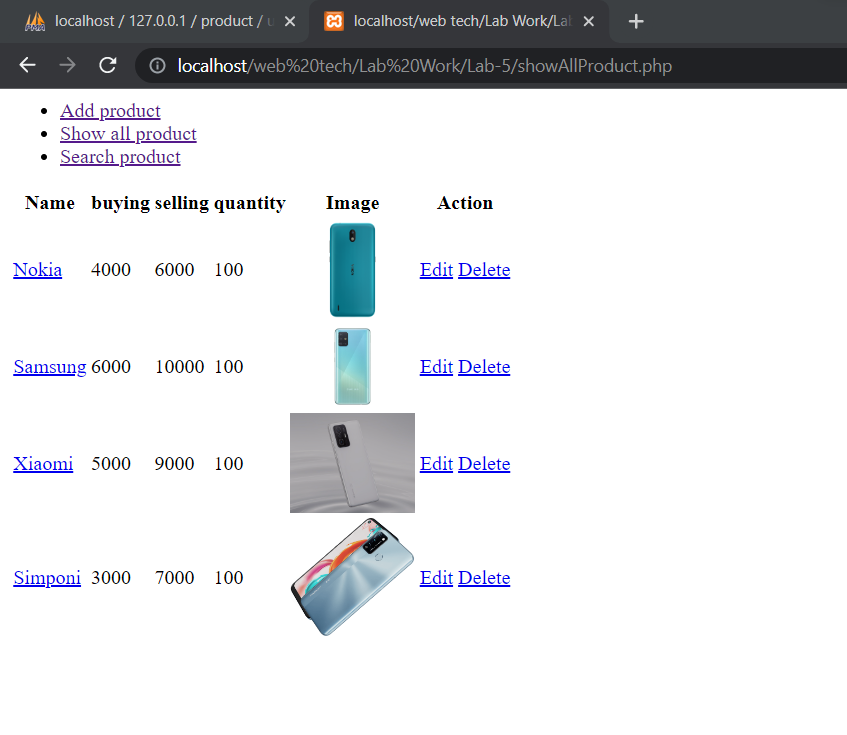 localhost / 127.0.0.1 / product / u
localhost/web tech/Lab Work/Lab
localhost/web%20tech/Lab%20Work/Lab-5/showAllProduct.php
Add product
Show all product
Search product
Name buying selling quantity Image Action
Nokia 4000 6000 100 Edit Delete
Samsung 6000 10000 100 Edit Delete
Xiaomi 5000 9000 100 Edit Delete
Simponi 3000 7000 100 Edit Delete